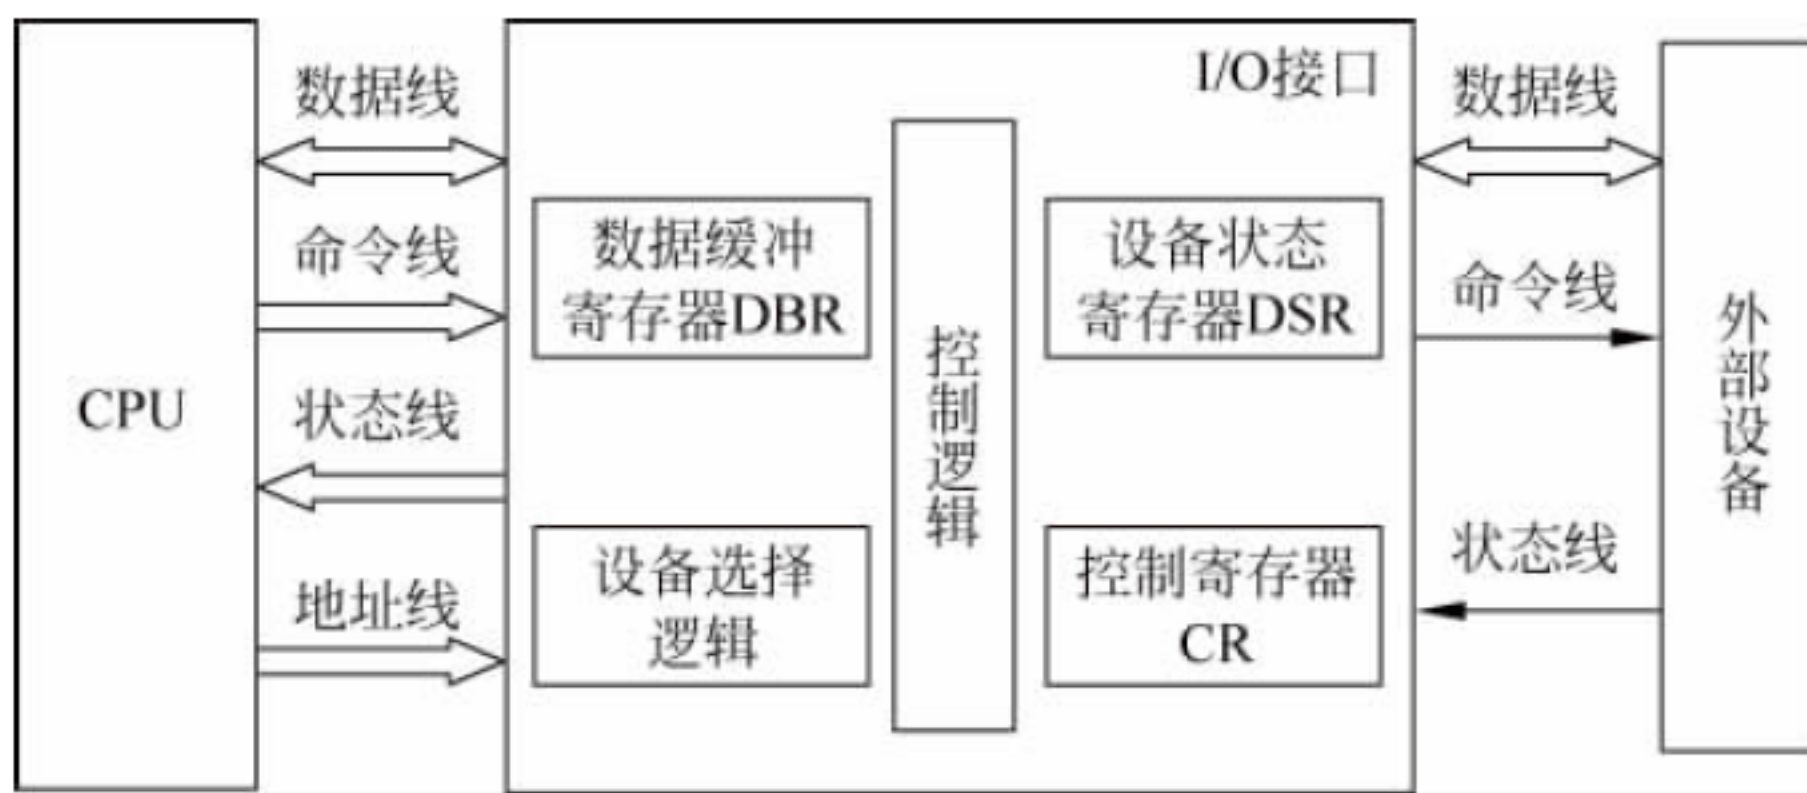 CPU
数据线
命令线
状态线
地址线
I/O接口
数据缓冲
寄存器DBR
设备选择
逻辑
控制逻辑
设备状态
寄存器DSR
控制寄存器
CR
数据线
命令线
状态线
外部设备